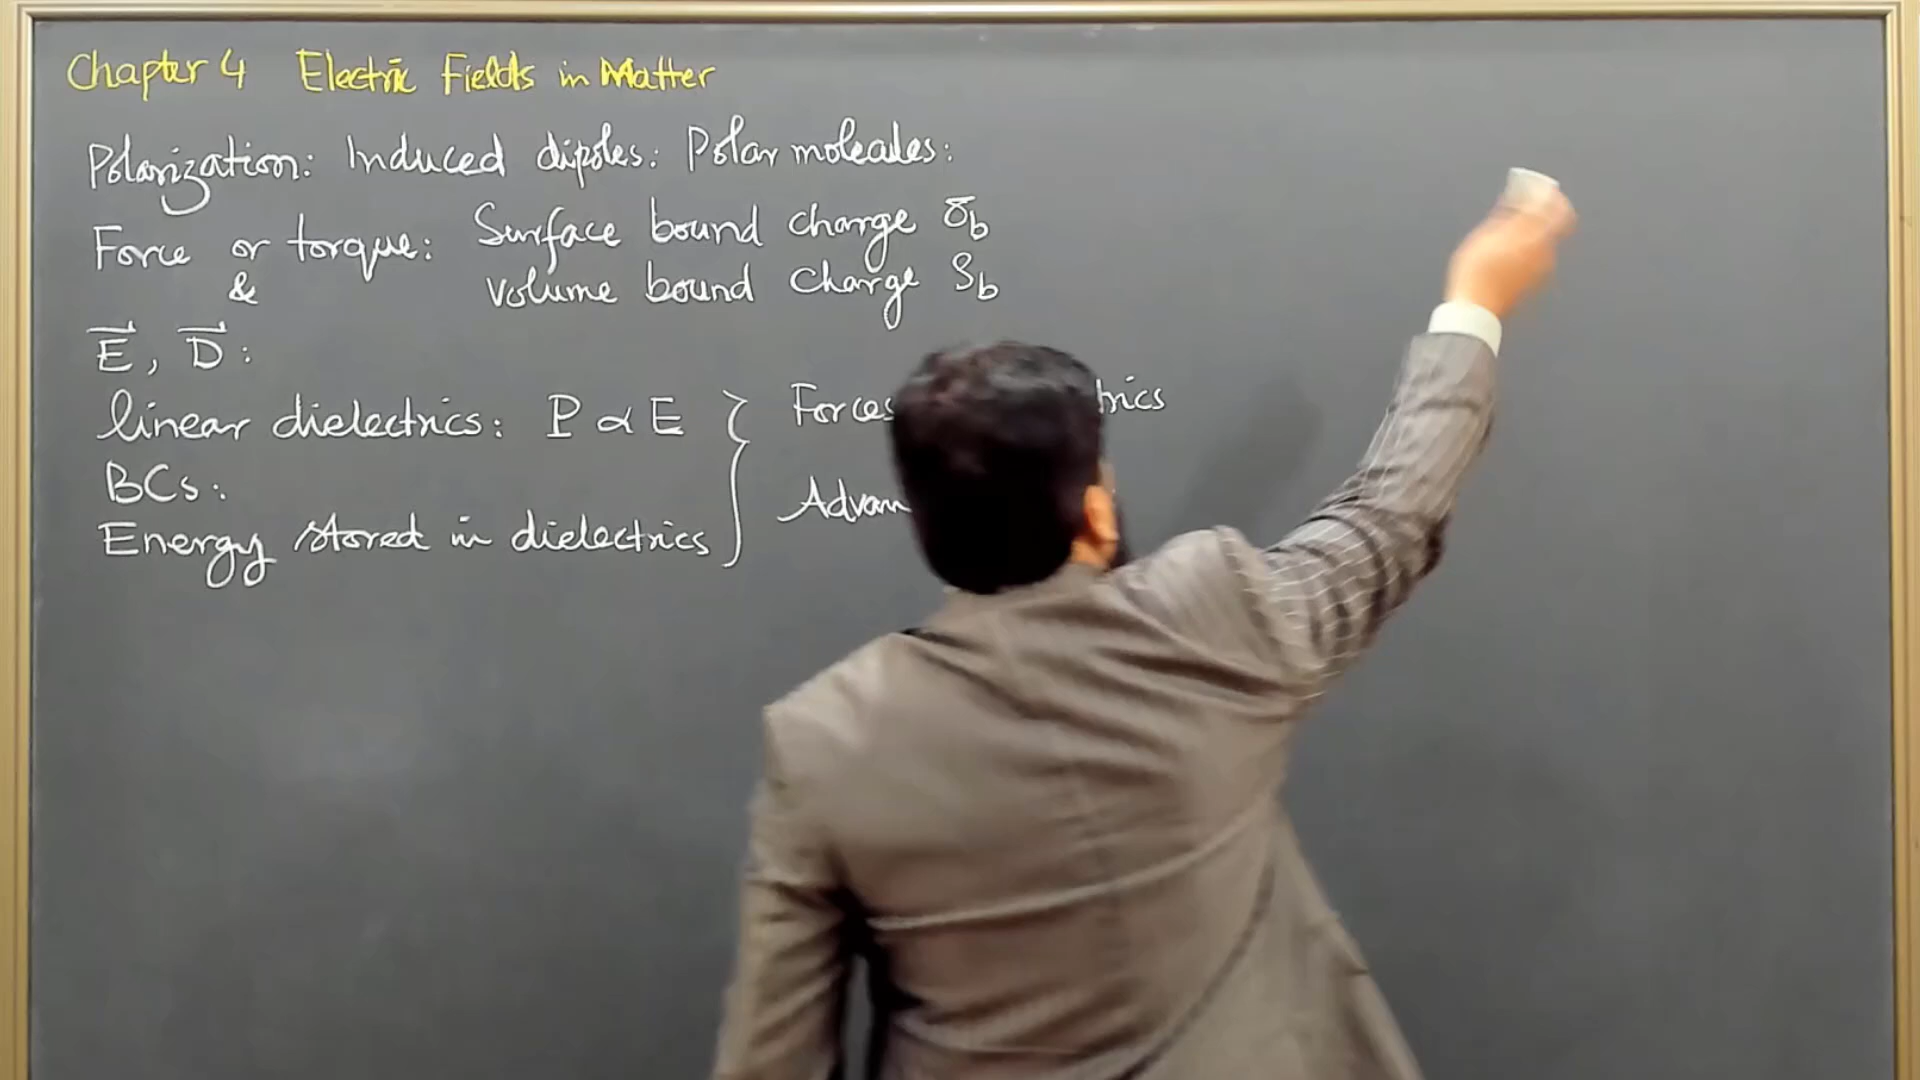 Chapter 4 Electric Fields in Matter
Polarization: Induced dipoles: Polar molecules:
Force or torque: Surface bound charge σb
& volume bound charge ρb
E, D:
linear dielectrics: P ∝ E } Forces
BCs:
Energy stored in dielectrics